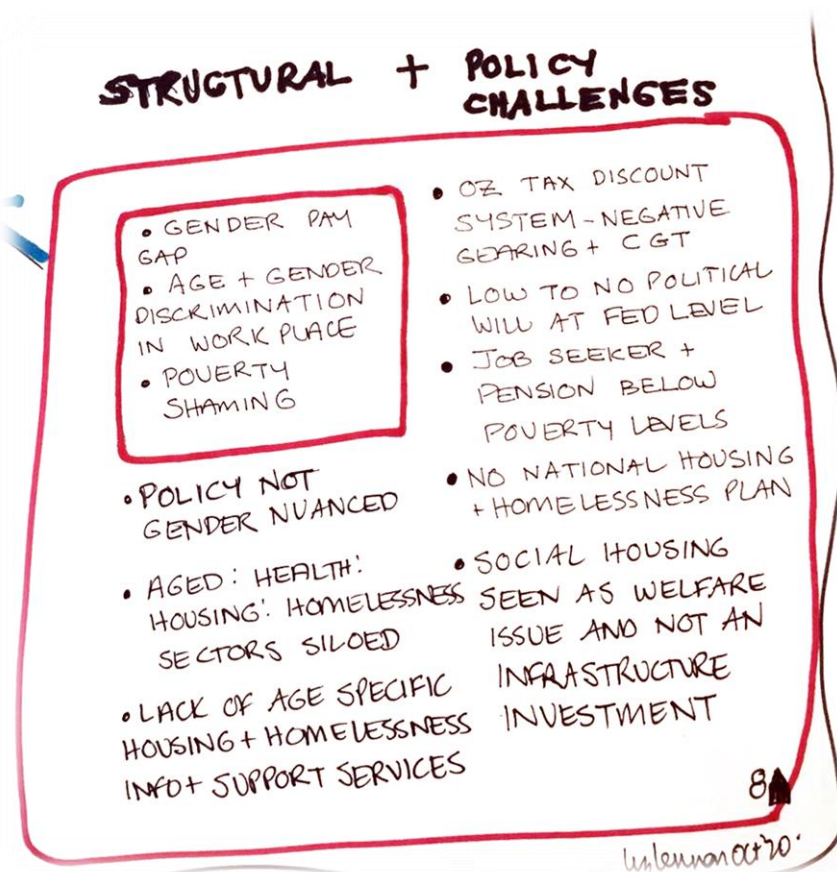 STRUCTURAL + POLICY
CHALLENGES
• GENDER PAY
GAP
• AGE + GENDER
DISCRIMINATION
IN WORK PLACE
• POVERTY
SHAMING
• POLICY NOT
GENDER NUANCED
• AGED: HEALTH:
HOUSING: HOMELESSNESS
SECTORS SILOED
• LACK OF AGE SPECIFIC
HOUSING + HOMELESSNESS
INFO + SUPPORT SERVICES
• OZ TAX DISCOUNT
SYSTEM - NEGATIVE
GEARING + CGT
• LOW TO NO POLITICAL
WILL AT FED LEVEL
• JOB SEEKER +
PENSION BELOW
POVERTY LEVELS
• NO NATIONAL HOUSING
+ HOMELESSNESS PLAN
• SOCIAL HOUSING
SEEN AS WELFARE
ISSUE AND NOT AN
INFRASTRUCTURE
INVESTMENT
8
Oct '20.